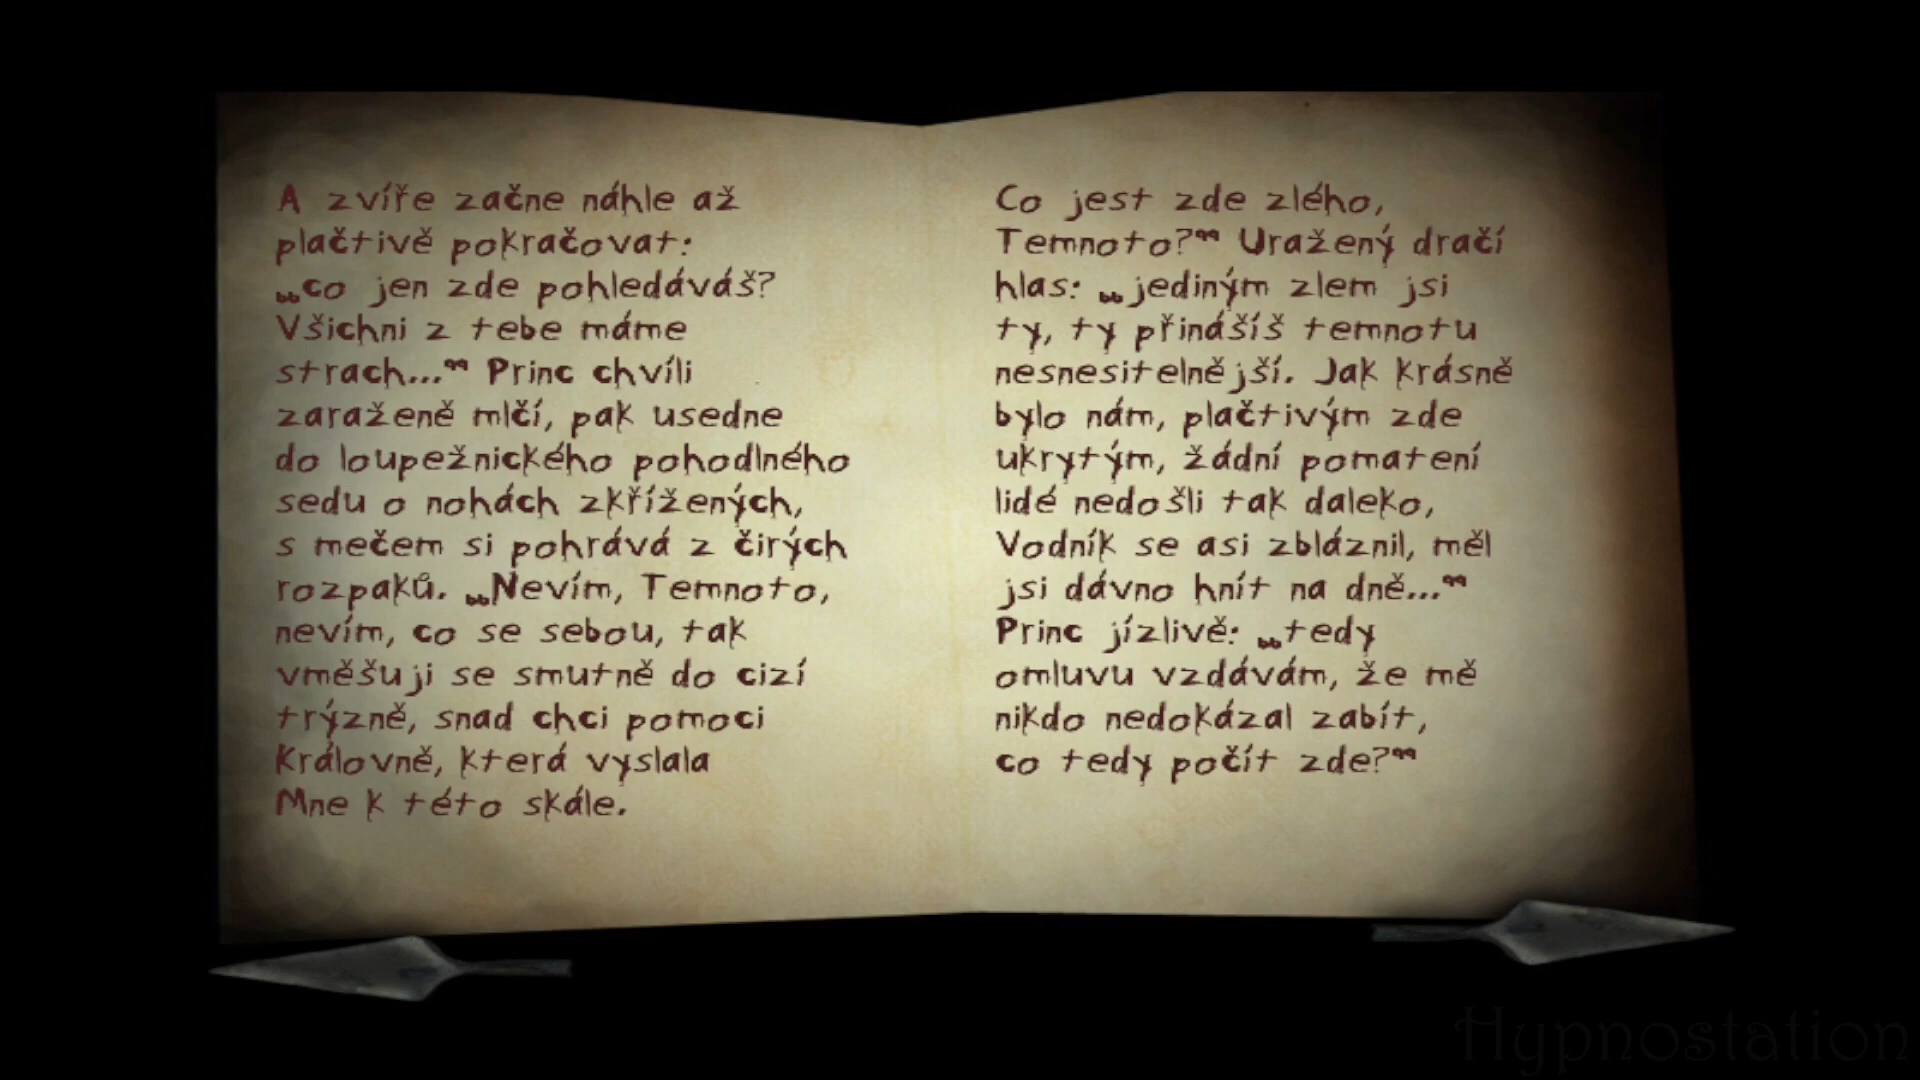 A zvíře začne náhle až
plačtivě pokračovat:
„co jen zde pohledáváš?
Všichni z tebe máme
strach...“ Princ chvíli
zaraženě mlčí, pak usedne
do loupežnického pohodlného
sedu o nohách zkřížených,
s mečem si pohrává z čirých
rozpaků. „Nevím, Temnoto,
nevím, co se sebou, tak
vměšuji se smutně do cizí
trýzně, snad chci pomoci
Královně, která vyslala
Mne k této skále.
Co jest zde zlého,
Temnoto?“ Uražený dračí
hlas: „jediným zlem jsi
ty, ty přinášíš temnotu
nesnesitelnější. Jak krásně
bylo nám, plačtivým zde
ukrytým, žádní pomatení
lidé nedošli tak daleko,
Vodník se asi zbláznil, měl
jsi dávno hnít na dně...“
Princ jízlivě: „tedy
omluvu vzdávám, že mě
nikdo nedokázal zabít,
co tedy počít zde?“
Hypnostation